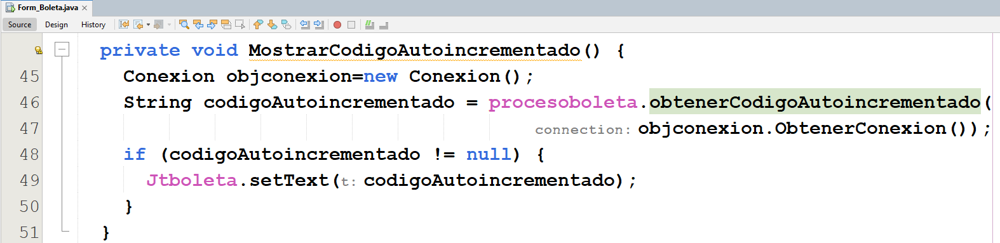 Form_Boleta.java ×
Source Design History
private void MostrarCodigoAutoincrementado() {
45 Conexion objconexion=new Conexion();
46 String codigoAutoincrementado = procesoboleta.obtenerCodigoAutoincrementado(
47 connection: objconexion.ObtenerConexion());
48 if (codigoAutoincrementado != null) {
49 Jtboleta.setText(t: codigoAutoincrementado);
50 }
51 }